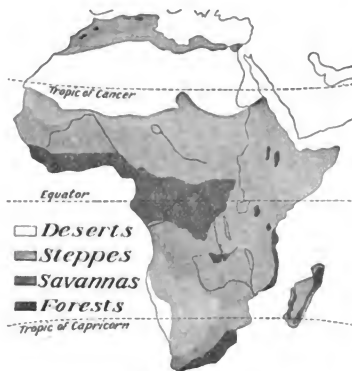 Tropic of Cancer
Equator
Deserts
Steppes
Savannas
Forests
Tropic of Capricorn